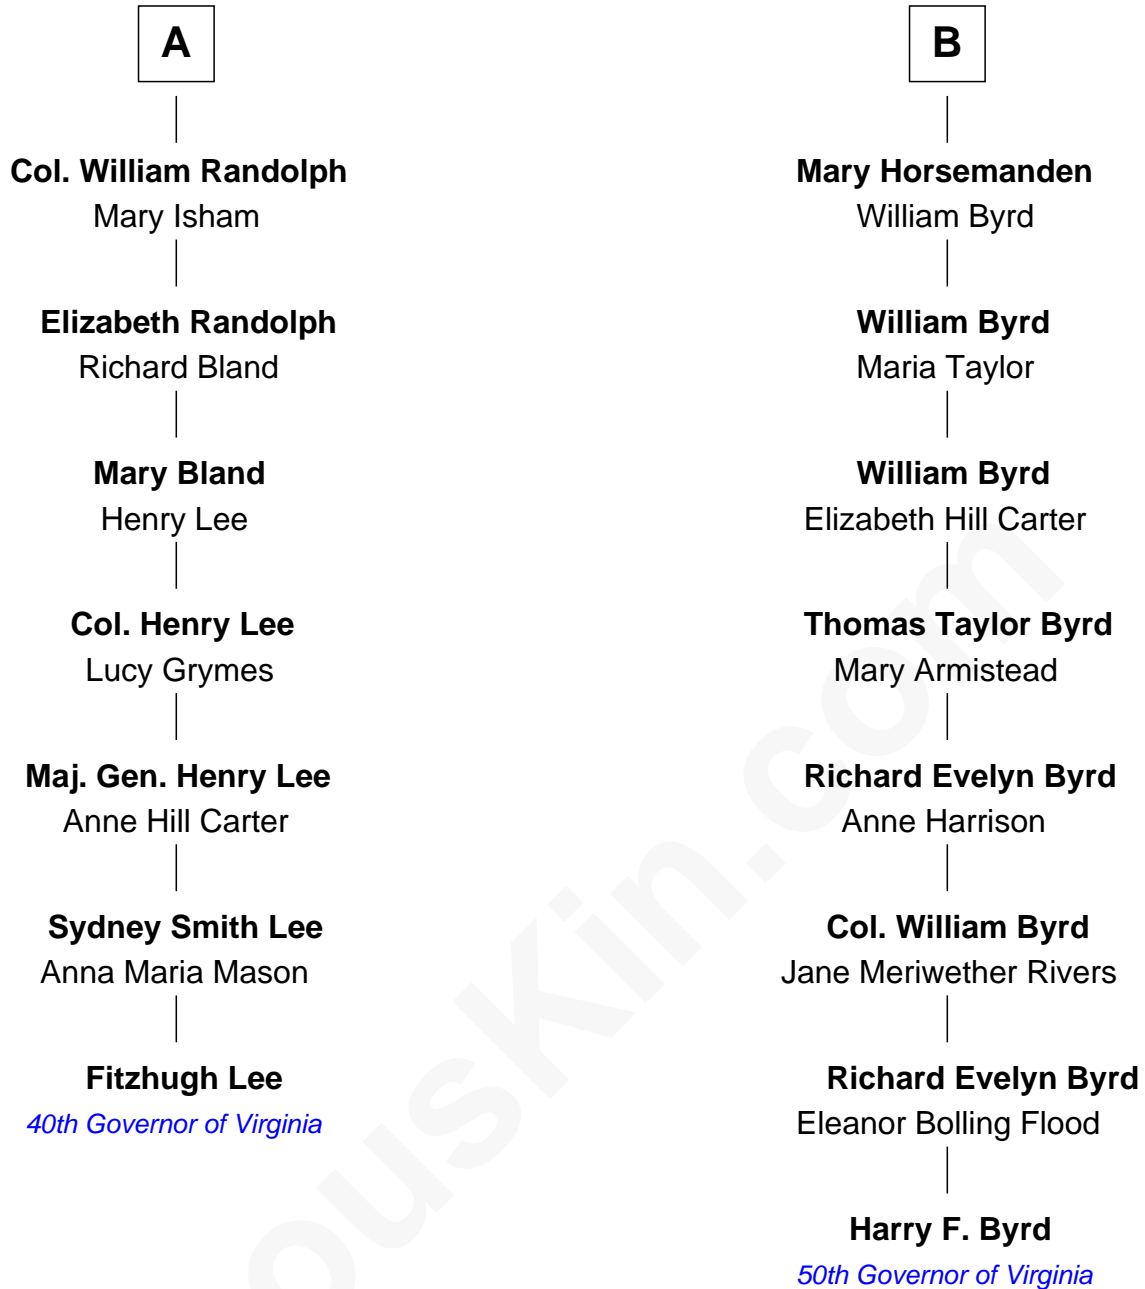 A
Col. William Randolph
Mary Isham
Elizabeth Randolph
Richard Bland
Mary Bland
Henry Lee
Col. Henry Lee
Lucy Grymes
Maj. Gen. Henry Lee
Anne Hill Carter
Sydney Smith Lee
Anna Maria Mason
Fitzhugh Lee
40th Governor of Virginia
B
Mary Horsemanden
William Byrd
William Byrd
Maria Taylor
William Byrd
Elizabeth Hill Carter
Thomas Taylor Byrd
Mary Armistead
Richard Evelyn Byrd
Anne Harrison
Col. William Byrd
Jane Meriwether Rivers
Richard Evelyn Byrd
Eleanor Bolling Flood
Harry F. Byrd
50th Governor of Virginia
ousKin.com